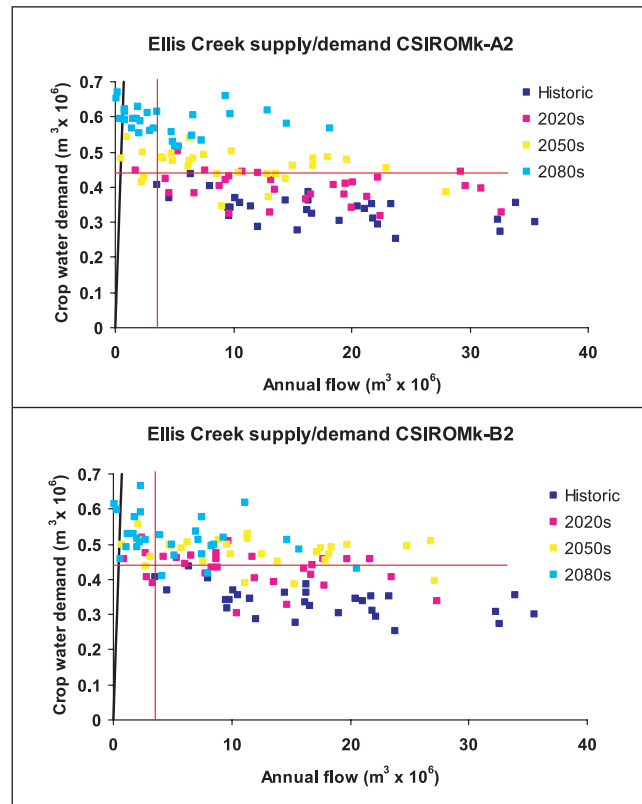 Ellis Creek supply/demand CSIROMk-A2
Crop water demand (m³ x 10⁶)
0.7
0.6
0.5
0.4
0.3
0.2
0.1
0
0 10 20 30 40
Annual flow (m³ x 10⁶)
Historic
2020s
2050s
2080s
Ellis Creek supply/demand CSIROMk-B2
Crop water demand (m³ x 10⁶)
0.7
0.6
0.5
0.4
0.3
0.2
0.1
0
0 10 20 30 40
Annual flow (m³ x 10⁶)
Historic
2020s
2050s
2080s